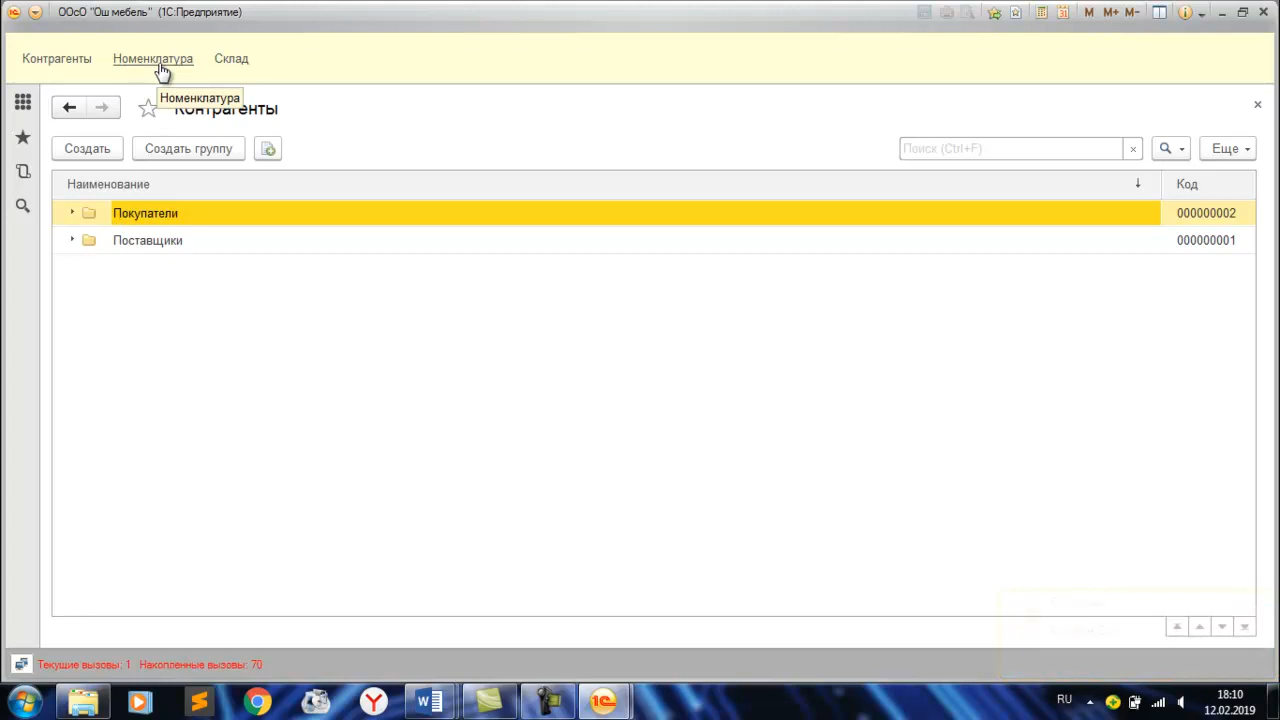 ООсО "Ош мебель" (1С:Предприятие)
M M+ M-
Контрагенты Номенклатура Склад
Номенклатура
Контрагенты
Создать Создать группу Поиск (Ctrl+F) × Еще
Наименование ↓ Код
Покупатели 000000002
Поставщики 000000001
Текущие вызовы: 1 Накопленные вызовы: 70
RU 18:10
12.02.2019